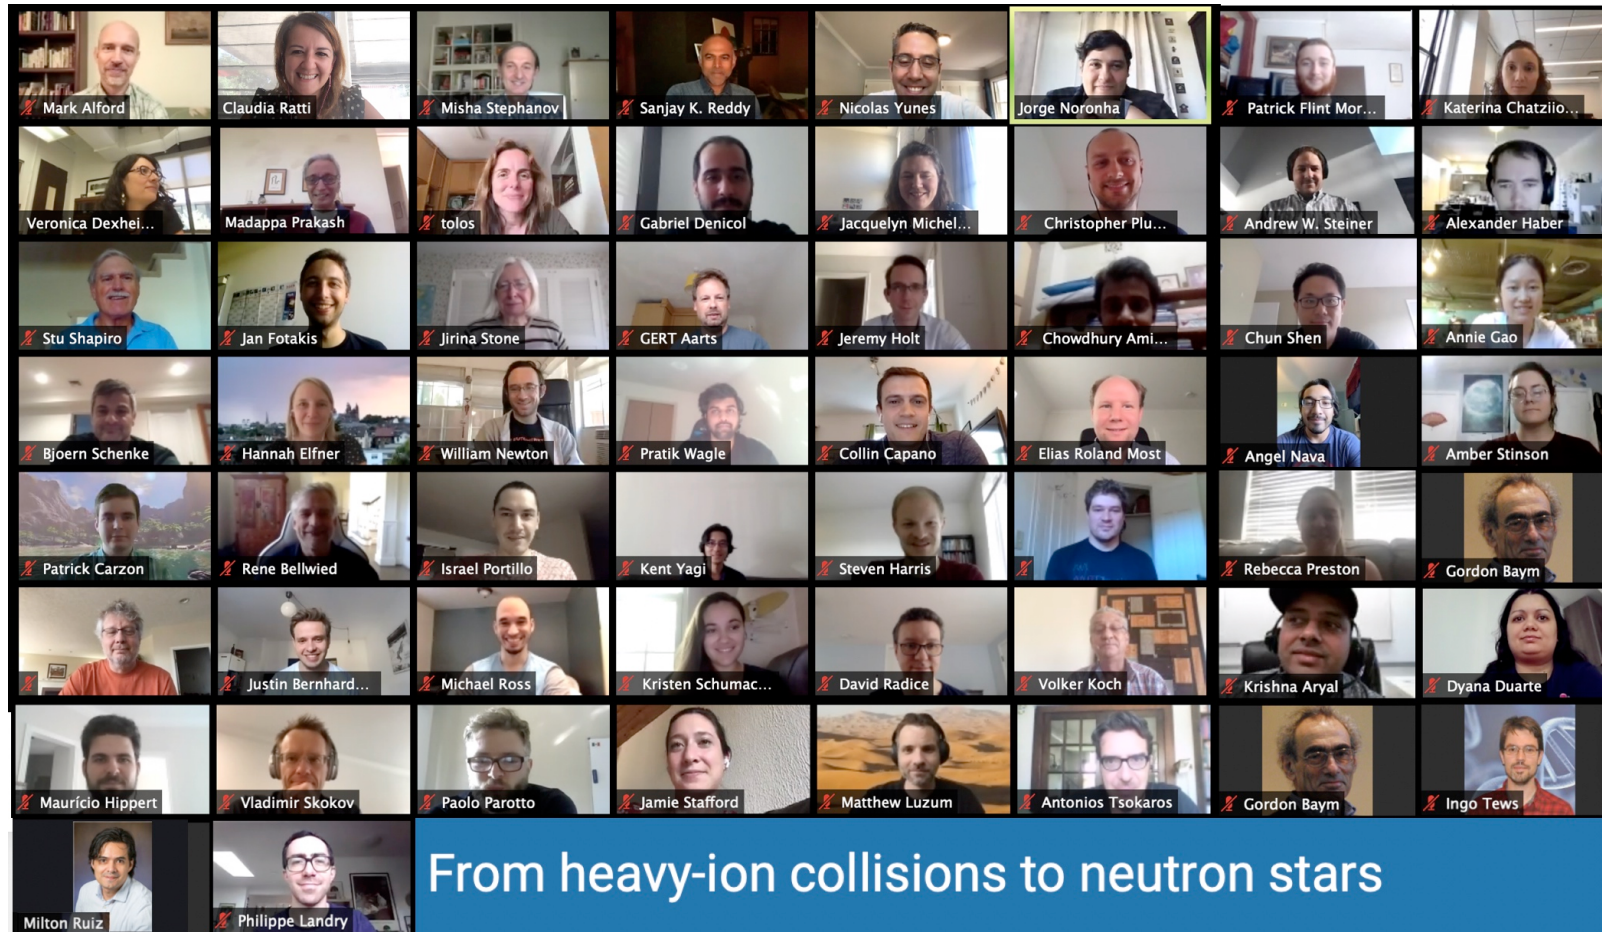 Mark Alford
Claudia Ratti
Misha Stephanov
Sanjay K. Reddy
Nicolas Yunes
Jorge Noronha
Patrick Flint Mor...
Katerina Chatziio...
Veronica Dexhei...
Madappa Prakash
tolos
Gabriel Denicol
Jacquelyn Michel...
Christopher Plu...
Andrew W. Steiner
Alexander Haber
Stu Shapiro
Jan Fotakis
Jirina Stone
GERT Aarts
Jeremy Holt
Chowdhury Ami...
Chun Shen
Annie Gao
Bjoern Schenke
Hannah Elfner
William Newton
Pratik Wagle
Collin Capano
Elias Roland Most
Angel Nava
Amber Stinson
Patrick Carzon
Rene Bellwied
Israel Portillo
Kent Yagi
Steven Harris
Rebecca Preston
Gordon Baym
Justin Bernhard...
Michael Ross
Kristen Schumac...
David Radice
Volker Koch
Krishna Aryal
Dyana Duarte
Maurício Hippert
Vladimir Skokov
Paolo Parotto
Jamie Stafford
Matthew Luzum
Antonios Tsokaros
Gordon Baym
Ingo Tews
Milton Ruiz
Philippe Landry
From heavy-ion collisions to neutron stars